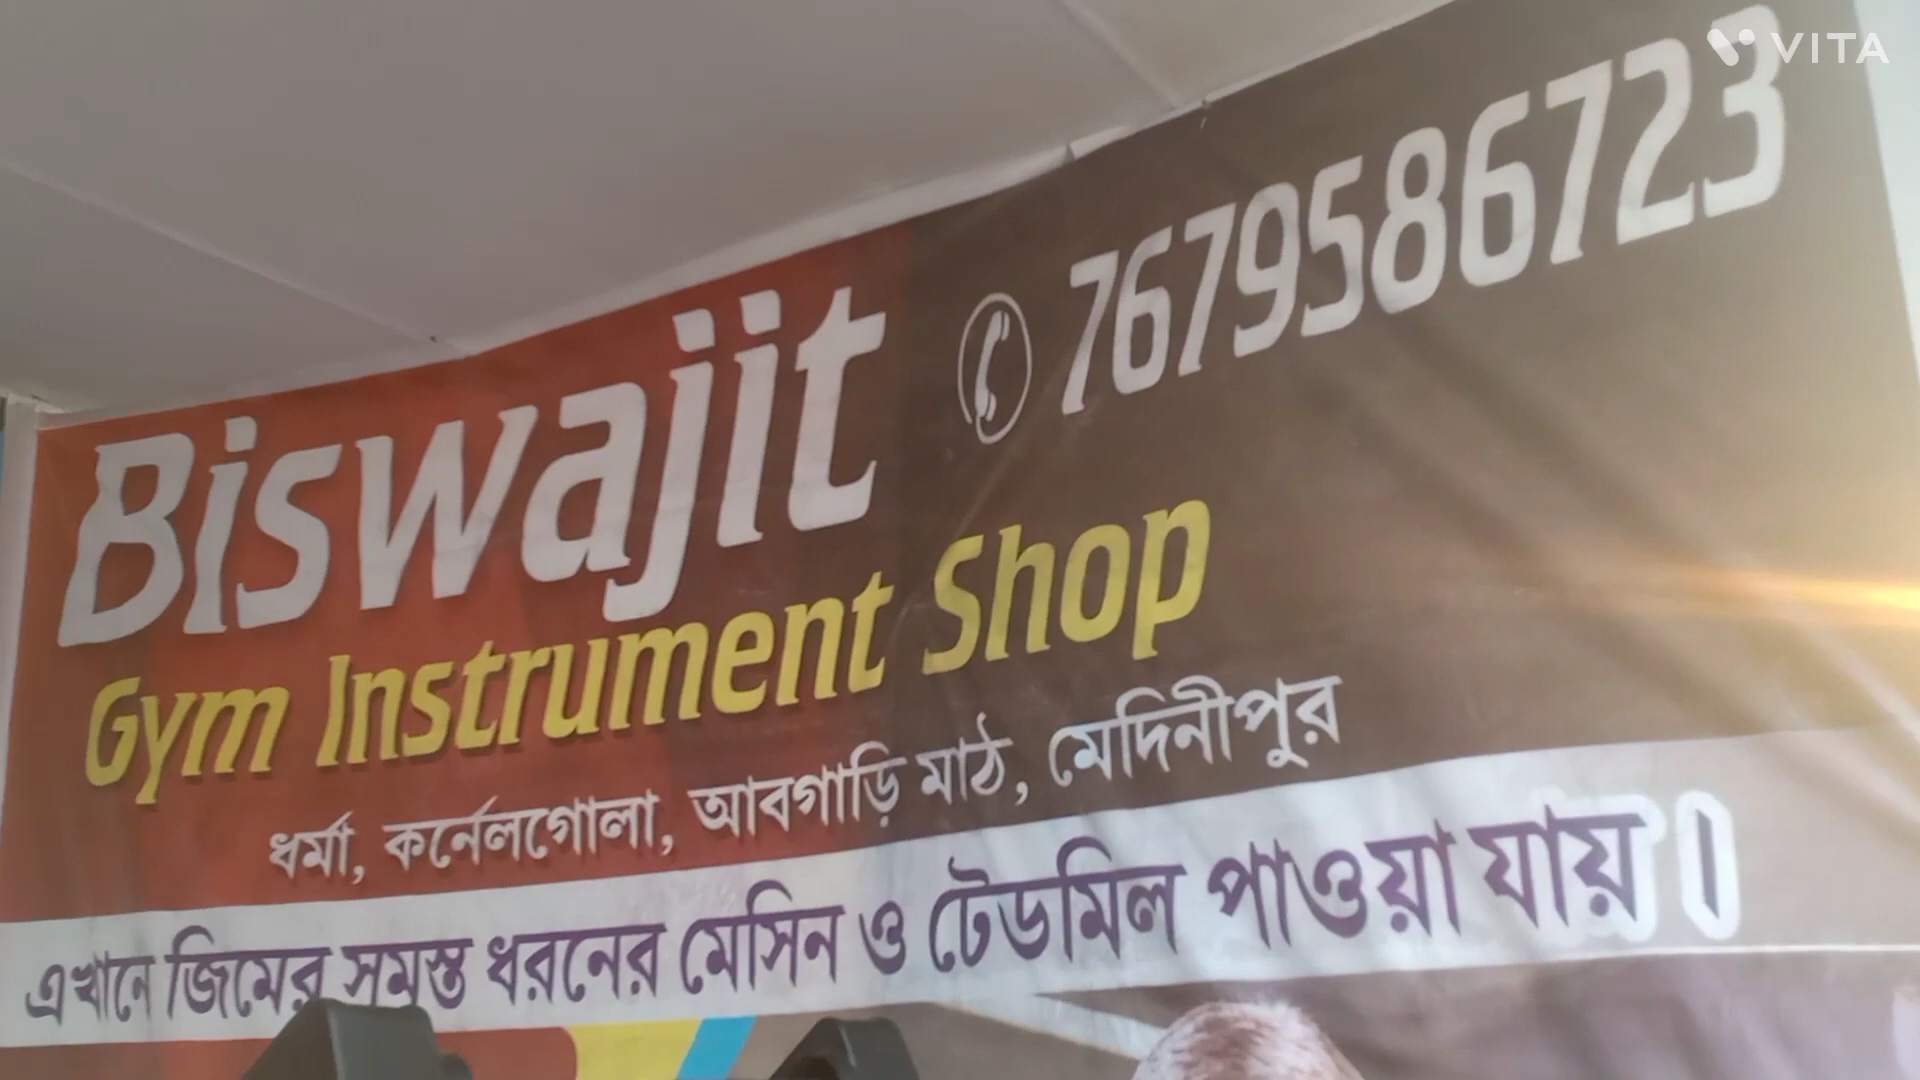 VITA
7679586723
Biswajit
Gym Instrument Shop
ধর্মা, কর্নেলগোলা, আবগাড়ি মাঠ, মেদিনীপুর
এখানে জিমের সমস্ত ধরনের মেসিন ও টেডমিল পাওয়া যায় ।